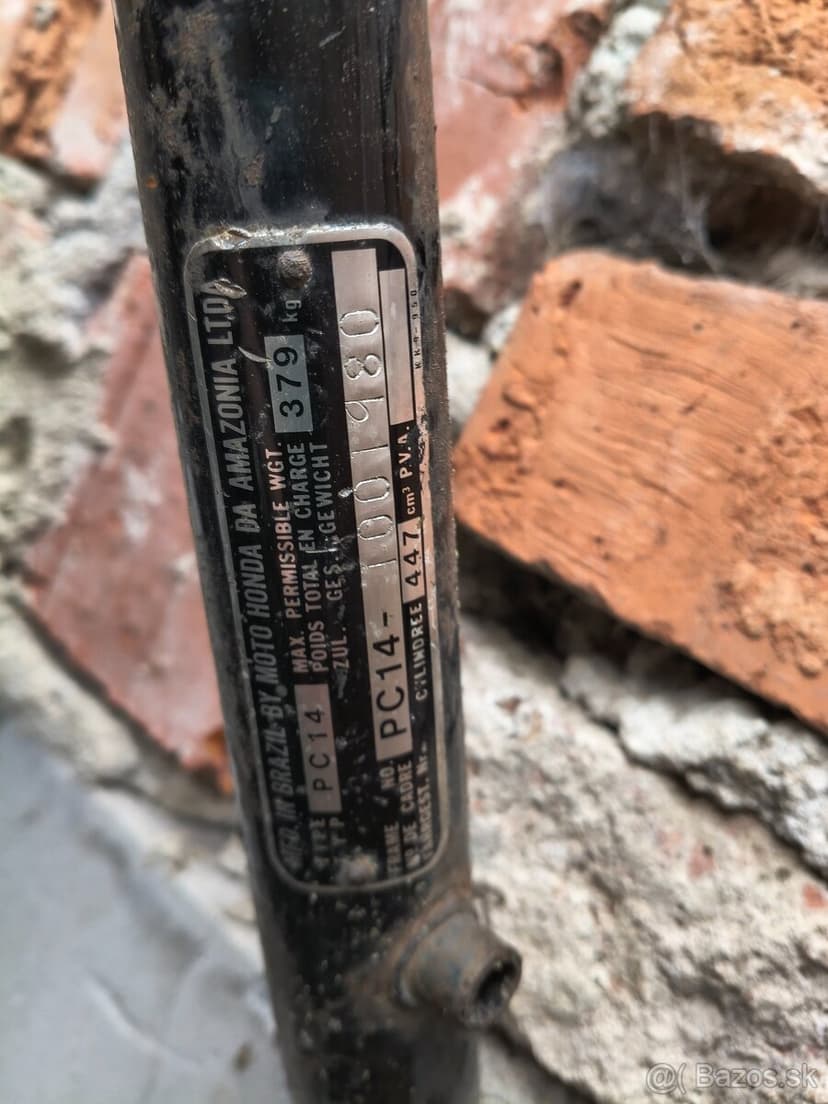 MFD. IN BRAZIL BY MOTO HONDA DA AMAZONIA LTDA
TYPE PC14 MAX. PERMISSIBLE WGT.
TYP POIDS TOTAL EN CHARGE 379 kg
ZUL. GES. GEWICHT
FRAME NO.
NO. DE CADRE PC14- 1001980
FAHRGEST. Nr.
CYLINDREE 447 cm³ P.V.A.
KK9-950
@( Bazos.sk